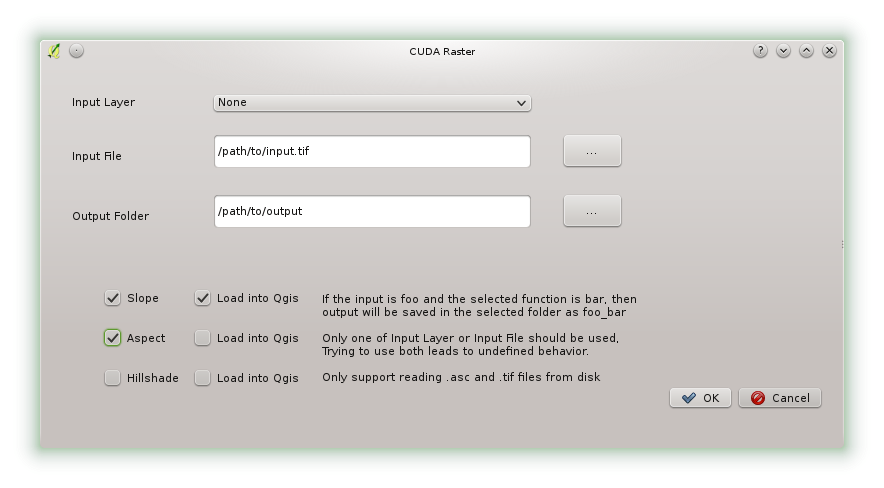 CUDA Raster
Input Layer
None
Input File
/path/to/input.tif
...
Output Folder
/path/to/output
...
Slope
Load into Qgis
If the input is foo and the selected function is bar, then
output will be saved in the selected folder as foo_bar
Aspect
Load into Qgis
Only one of Input Layer or Input File should be used,
Trying to use both leads to undefined behavior.
Hillshade
Load into Qgis
Only support reading .asc and .tif files from disk
OK
Cancel